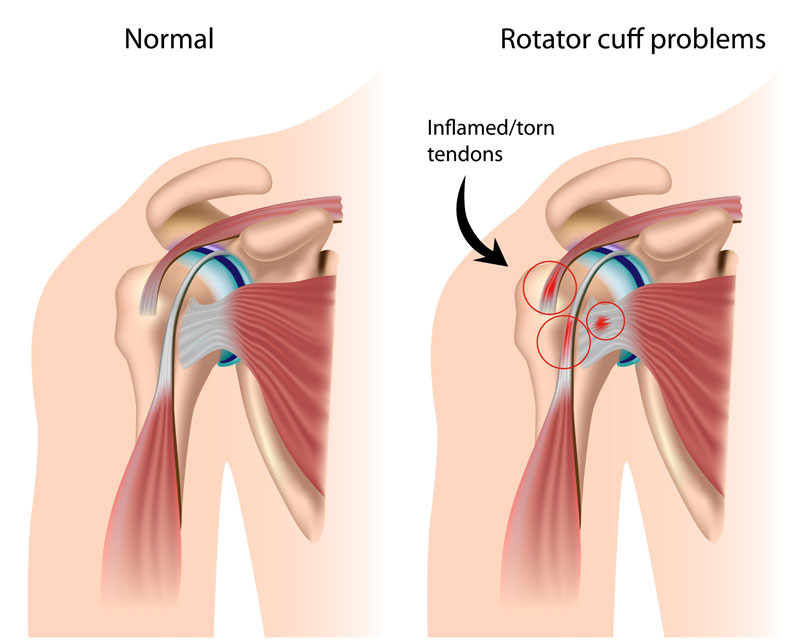 Normal
Rotator cuff problems
Inflamed/torn
tendons